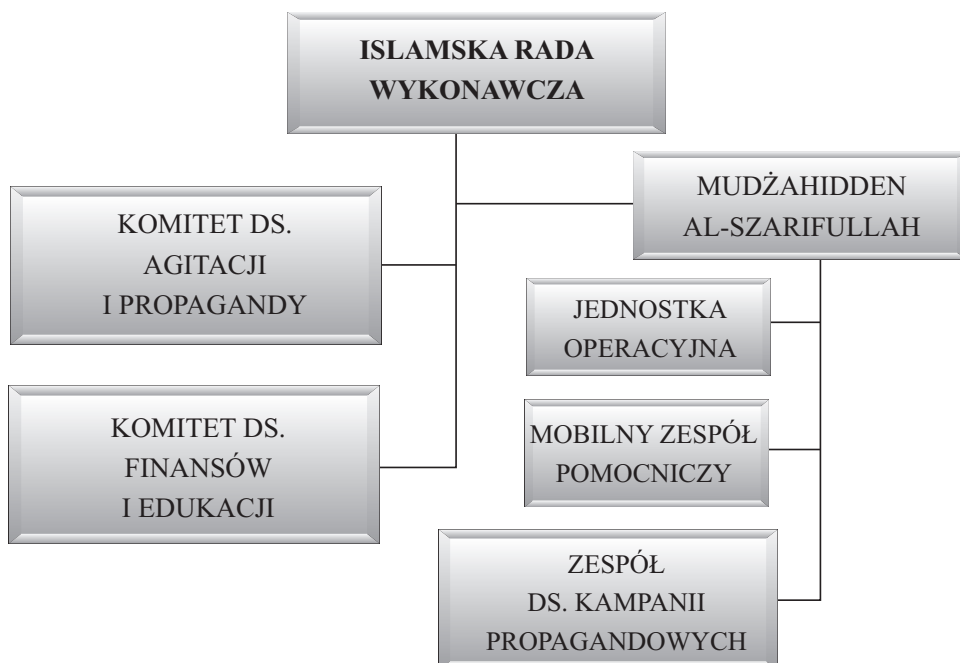 ISLAMSKA RADA
WYKONAWCZA
KOMITET DS.
AGITACJI
I PROPAGANDY
KOMITET DS.
FINANSÓW
I EDUKACJI
MUDŻAHIDDEN
AL-SZARIFULLAH
JEDNOSTKA
OPERACYJNA
MOBILNY ZESPÓŁ
POMOCNICZY
ZESPÓŁ
DS. KAMPANII
PROPAGANDOWYCH